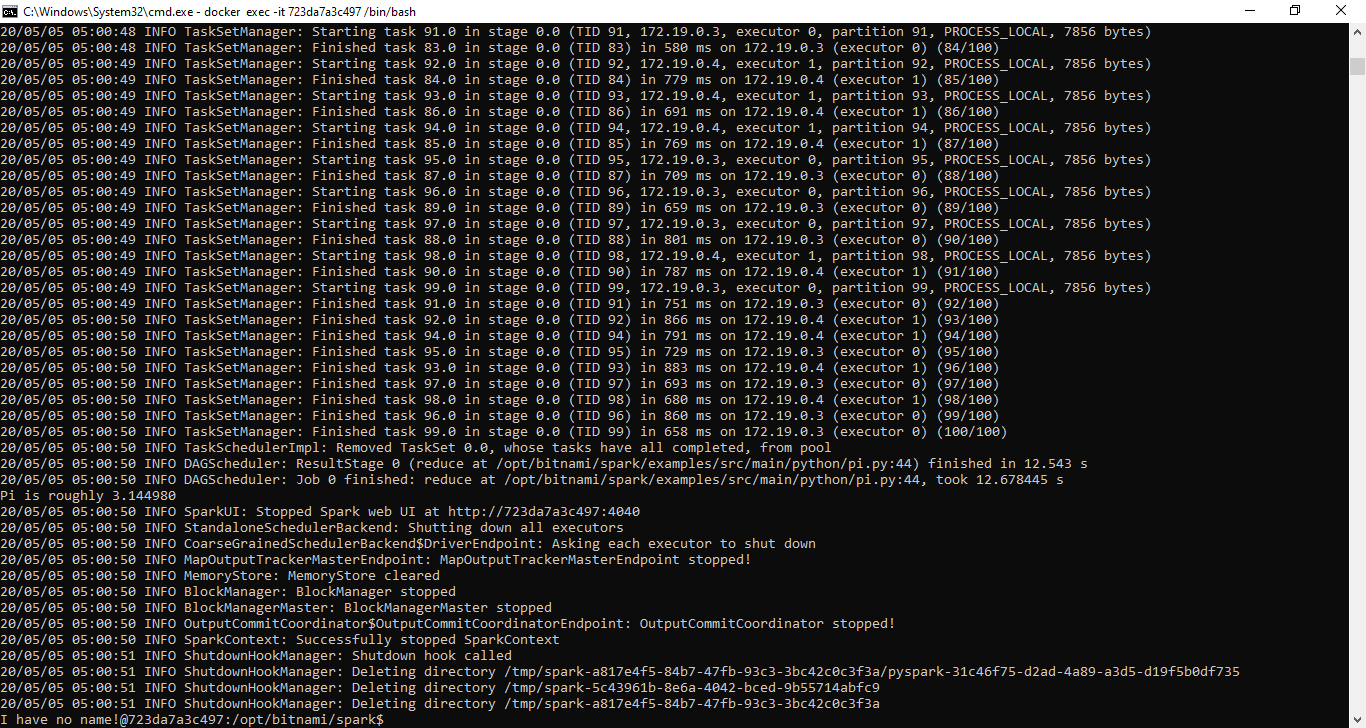 C:\Windows\System32\cmd.exe - docker exec -it 723da7a3c497 /bin/bash
20/05/05 05:00:48 INFO TaskSetManager: Starting task 91.0 in stage 0.0 (TID 91, 172.19.0.3, executor 0, partition 91, PROCESS_LOCAL, 7856 bytes)
20/05/05 05:00:48 INFO TaskSetManager: Finished task 83.0 in stage 0.0 (TID 83) in 580 ms on 172.19.0.3 (executor 0) (84/100)
20/05/05 05:00:49 INFO TaskSetManager: Starting task 92.0 in stage 0.0 (TID 92, 172.19.0.4, executor 1, partition 92, PROCESS_LOCAL, 7856 bytes)
20/05/05 05:00:49 INFO TaskSetManager: Finished task 84.0 in stage 0.0 (TID 84) in 779 ms on 172.19.0.4 (executor 1) (85/100)
20/05/05 05:00:49 INFO TaskSetManager: Starting task 93.0 in stage 0.0 (TID 93, 172.19.0.4, executor 1, partition 93, PROCESS_LOCAL, 7856 bytes)
20/05/05 05:00:49 INFO TaskSetManager: Finished task 86.0 in stage 0.0 (TID 86) in 691 ms on 172.19.0.4 (executor 1) (86/100)
20/05/05 05:00:49 INFO TaskSetManager: Starting task 94.0 in stage 0.0 (TID 94, 172.19.0.4, executor 1, partition 94, PROCESS_LOCAL, 7856 bytes)
20/05/05 05:00:49 INFO TaskSetManager: Finished task 85.0 in stage 0.0 (TID 85) in 769 ms on 172.19.0.4 (executor 1) (87/100)
20/05/05 05:00:49 INFO TaskSetManager: Starting task 95.0 in stage 0.0 (TID 95, 172.19.0.3, executor 0, partition 95, PROCESS_LOCAL, 7856 bytes)
20/05/05 05:00:49 INFO TaskSetManager: Finished task 87.0 in stage 0.0 (TID 87) in 709 ms on 172.19.0.3 (executor 0) (88/100)
20/05/05 05:00:49 INFO TaskSetManager: Starting task 96.0 in stage 0.0 (TID 96, 172.19.0.3, executor 0, partition 96, PROCESS_LOCAL, 7856 bytes)
20/05/05 05:00:49 INFO TaskSetManager: Finished task 89.0 in stage 0.0 (TID 89) in 659 ms on 172.19.0.3 (executor 0) (89/100)
20/05/05 05:00:49 INFO TaskSetManager: Starting task 97.0 in stage 0.0 (TID 97, 172.19.0.3, executor 0, partition 97, PROCESS_LOCAL, 7856 bytes)
20/05/05 05:00:49 INFO TaskSetManager: Finished task 88.0 in stage 0.0 (TID 88) in 801 ms on 172.19.0.3 (executor 0) (90/100)
20/05/05 05:00:49 INFO TaskSetManager: Starting task 98.0 in stage 0.0 (TID 98, 172.19.0.4, executor 1, partition 98, PROCESS_LOCAL, 7856 bytes)
20/05/05 05:00:49 INFO TaskSetManager: Finished task 90.0 in stage 0.0 (TID 90) in 787 ms on 172.19.0.4 (executor 1) (91/100)
20/05/05 05:00:49 INFO TaskSetManager: Starting task 99.0 in stage 0.0 (TID 99, 172.19.0.3, executor 0, partition 99, PROCESS_LOCAL, 7856 bytes)
20/05/05 05:00:49 INFO TaskSetManager: Finished task 91.0 in stage 0.0 (TID 91) in 751 ms on 172.19.0.3 (executor 0) (92/100)
20/05/05 05:00:50 INFO TaskSetManager: Finished task 92.0 in stage 0.0 (TID 92) in 866 ms on 172.19.0.4 (executor 1) (93/100)
20/05/05 05:00:50 INFO TaskSetManager: Finished task 94.0 in stage 0.0 (TID 94) in 791 ms on 172.19.0.4 (executor 1) (94/100)
20/05/05 05:00:50 INFO TaskSetManager: Finished task 95.0 in stage 0.0 (TID 95) in 729 ms on 172.19.0.3 (executor 0) (95/100)
20/05/05 05:00:50 INFO TaskSetManager: Finished task 93.0 in stage 0.0 (TID 93) in 883 ms on 172.19.0.4 (executor 1) (96/100)
20/05/05 05:00:50 INFO TaskSetManager: Finished task 97.0 in stage 0.0 (TID 97) in 693 ms on 172.19.0.3 (executor 0) (97/100)
20/05/05 05:00:50 INFO TaskSetManager: Finished task 98.0 in stage 0.0 (TID 98) in 680 ms on 172.19.0.4 (executor 1) (98/100)
20/05/05 05:00:50 INFO TaskSetManager: Finished task 96.0 in stage 0.0 (TID 96) in 860 ms on 172.19.0.3 (executor 0) (99/100)
20/05/05 05:00:50 INFO TaskSetManager: Finished task 99.0 in stage 0.0 (TID 99) in 658 ms on 172.19.0.3 (executor 0) (100/100)
20/05/05 05:00:50 INFO TaskSchedulerImpl: Removed TaskSet 0.0, whose tasks have all completed, from pool
20/05/05 05:00:50 INFO DAGScheduler: ResultStage 0 (reduce at /opt/bitnami/spark/examples/src/main/python/pi.py:44) finished in 12.543 s
20/05/05 05:00:50 INFO DAGScheduler: Job 0 finished: reduce at /opt/bitnami/spark/examples/src/main/python/pi.py:44, took 12.678445 s
Pi is roughly 3.144980
20/05/05 05:00:50 INFO SparkUI: Stopped Spark web UI at http://723da7a3c497:4040
20/05/05 05:00:50 INFO StandaloneSchedulerBackend: Shutting down all executors
20/05/05 05:00:50 INFO CoarseGrainedSchedulerBackend$DriverEndpoint: Asking each executor to shut down
20/05/05 05:00:50 INFO MapOutputTrackerMasterEndpoint: MapOutputTrackerMasterEndpoint stopped!
20/05/05 05:00:50 INFO MemoryStore: MemoryStore cleared
20/05/05 05:00:50 INFO BlockManager: BlockManager stopped
20/05/05 05:00:50 INFO BlockManagerMaster: BlockManagerMaster stopped
20/05/05 05:00:50 INFO OutputCommitCoordinator$OutputCommitCoordinatorEndpoint: OutputCommitCoordinator stopped!
20/05/05 05:00:50 INFO SparkContext: Successfully stopped SparkContext
20/05/05 05:00:51 INFO ShutdownHookManager: Shutdown hook called
20/05/05 05:00:51 INFO ShutdownHookManager: Deleting directory /tmp/spark-a817e4f5-84b7-47fb-93c3-3bc42c0c3f3a/pyspark-31c46f75-d2ad-4a89-a3d5-d19f5b0df735
20/05/05 05:00:51 INFO ShutdownHookManager: Deleting directory /tmp/spark-5c43961b-8e6a-4042-bced-9b55714abfc9
20/05/05 05:00:51 INFO ShutdownHookManager: Deleting directory /tmp/spark-a817e4f5-84b7-47fb-93c3-3bc42c0c3f3a
I have no name!@723da7a3c497:/opt/bitnami/spark$